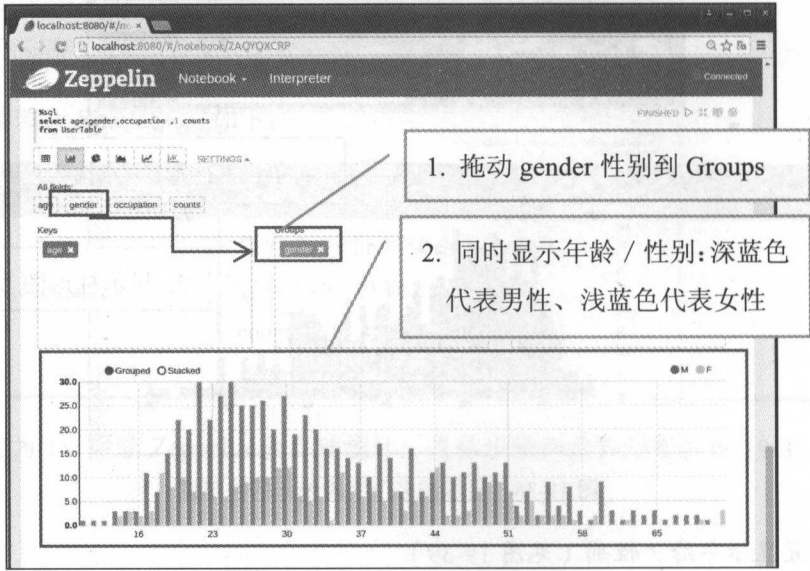 localhost:8080/#/no
localhost:8080/#/notebook/2AQYQXCRP
Zeppelin Notebook Interpreter Connected
%sql
select age,gender,occupation ,1 counts
from UserTable
FINISHED
SETTINGS
All fields:
age gender occupation counts
Keys Groups
age gender
1. 拖动 gender 性别到 Groups
2. 同时显示年龄 / 性别:深蓝色
代表男性、浅蓝色代表女性
Grouped Stacked M F
30.0
25.0
20.0
15.0
10.0
5.0
0.0
16 23 30 37 44 51 58 65